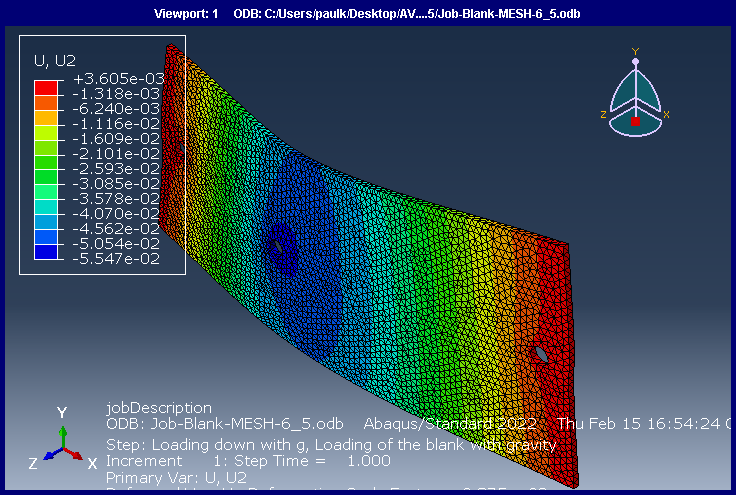 Viewport: 1 ODB: C:/Users/paulk/Desktop/AV....5/Job-Blank-MESH-6_5.odb
U, U2
+3.605e-03
-1.318e-03
-6.240e-03
-1.116e-02
-1.609e-02
-2.101e-02
-2.593e-02
-3.085e-02
-3.578e-02
-4.070e-02
-4.562e-02
-5.054e-02
-5.547e-02
Y
Z X
Y
Z X
jobDescription
ODB: Job-Blank-MESH-6_5.odb Abaqus/Standard 2022 Thu Feb 15 16:54:24
Step: Loading down with g, Loading of the blank with gravity
Increment 1: Step Time = 1.000
Primary Var: U, U2